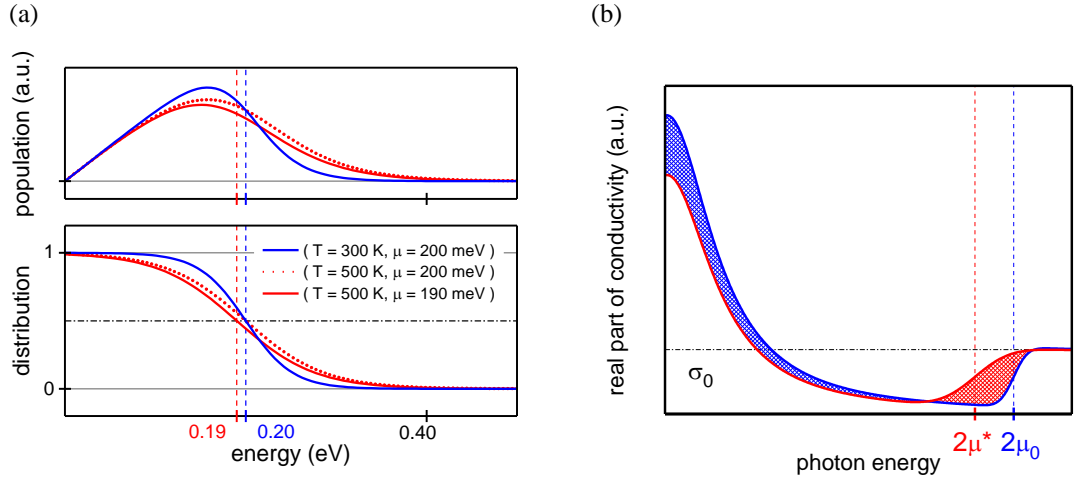 (a)
population (a.u.)
distribution
1
0
( T = 300 K, μ = 200 meV )
( T = 500 K, μ = 200 meV )
( T = 500 K, μ = 190 meV )
0.19
0.20
0.40
energy (eV)
(b)
real part of conductivity (a.u.)
σ₀
2μ*
2μ₀
photon energy